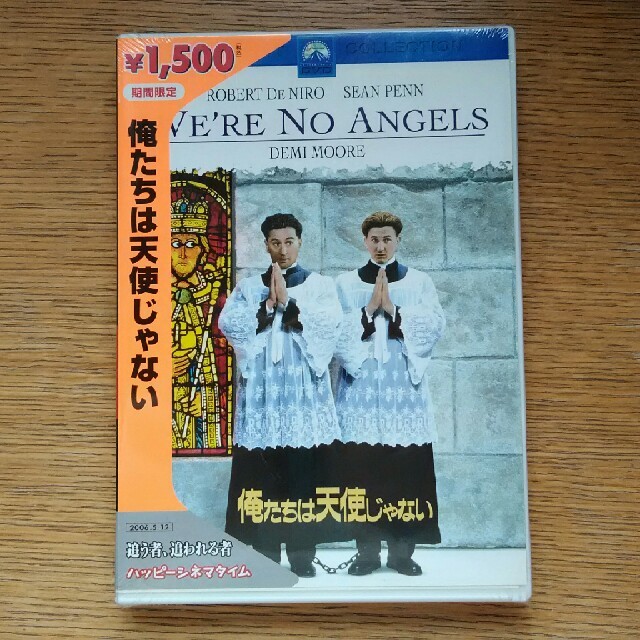 ¥1,500
期間限定
俺たちは天使じゃない
COLLECTION
ROBERT DE NIRO SEAN PENN
WE'RE NO ANGELS
DEMI MOORE
俺たちは天使じゃない
追う者、追われる者
ハッピーシネマタイム